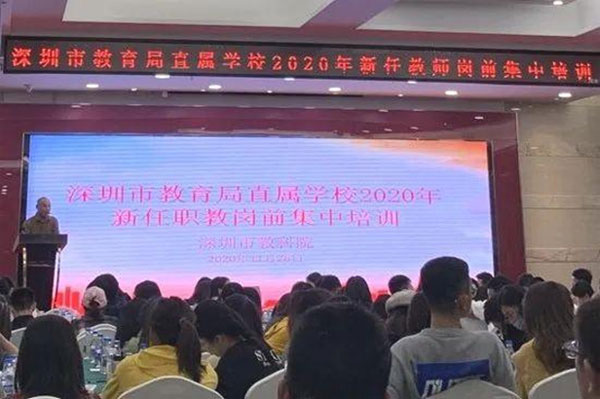 深圳市教育局直属学校2020年新任教师岗前集中培训
深圳市教育局直属学校2020年
新任职教岗前集中培训
深圳市教科院